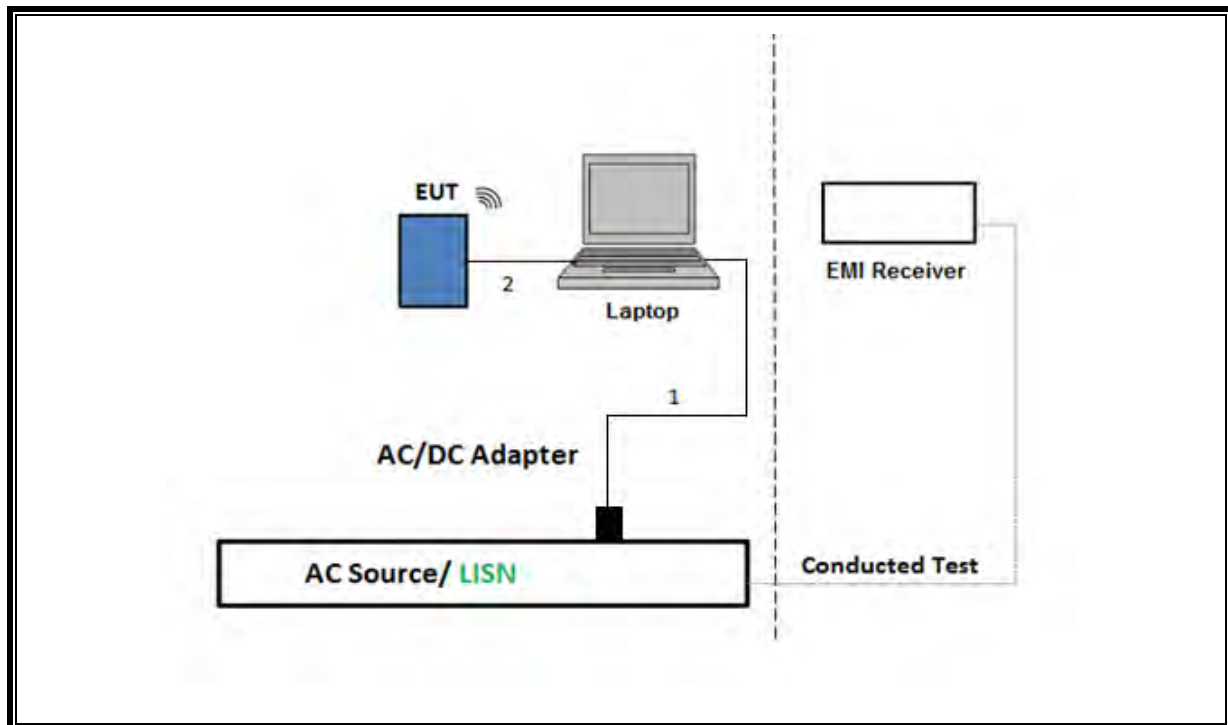 EUT
2
Laptop
EMI Receiver
1
AC/DC Adapter
AC Source/ LISN
Conducted Test